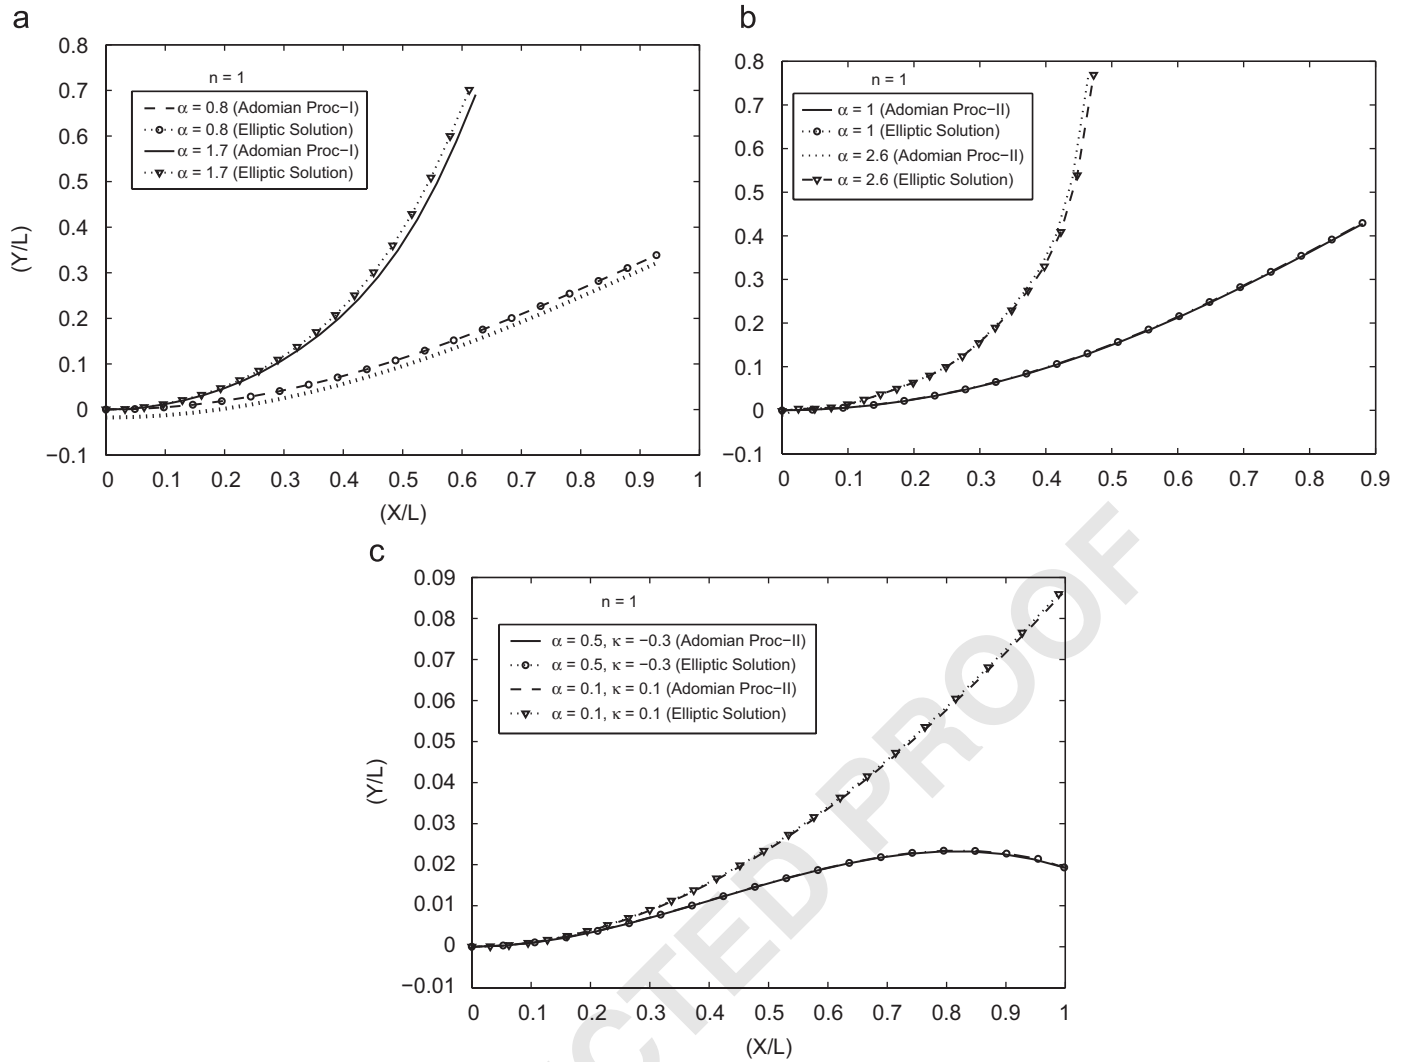 a
0.8
0.7
0.6
0.5
0.4
0.3
0.2
0.1
0
−0.1
(Y/L)
n = 1
α = 0.8 (Adomian Proc−I)
α = 0.8 (Elliptic Solution)
α = 1.7 (Adomian Proc−I)
α = 1.7 (Elliptic Solution)
0 0.1 0.2 0.3 0.4 0.5 0.6 0.7 0.8 0.9 1
(X/L)
b
0.8
0.7
0.6
0.5
0.4
0.3
0.2
0.1
0
−0.1
n = 1
α = 1 (Adomian Proc−II)
α = 1 (Elliptic Solution)
α = 2.6 (Adomian Proc−II)
α = 2.6 (Elliptic Solution)
0 0.1 0.2 0.3 0.4 0.5 0.6 0.7 0.8 0.9
c
0.09
0.08
0.07
0.06
0.05
0.04
0.03
0.02
0.01
0
−0.01
(Y/L)
n = 1
α = 0.5, κ = −0.3 (Adomian Proc−II)
α = 0.5, κ = −0.3 (Elliptic Solution)
α = 0.1, κ = 0.1 (Adomian Proc−II)
α = 0.1, κ = 0.1 (Elliptic Solution)
0 0.1 0.2 0.3 0.4 0.5 0.6 0.7 0.8 0.9 1
(X/L)
CTED PROOF